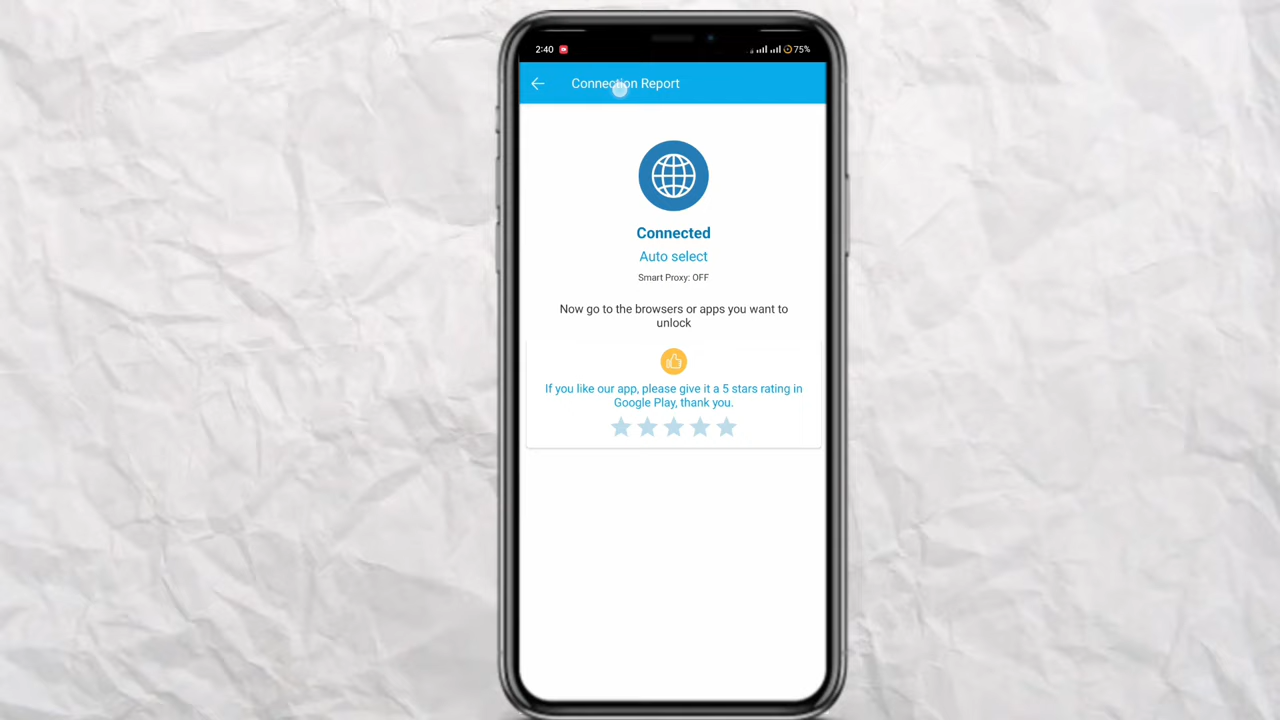 2:40
75%
Connection Report
Connected
Auto select
Smart Proxy: OFF
Now go to the browsers or apps you want to
unlock
If you like our app, please give it a 5 stars rating in
Google Play, thank you.